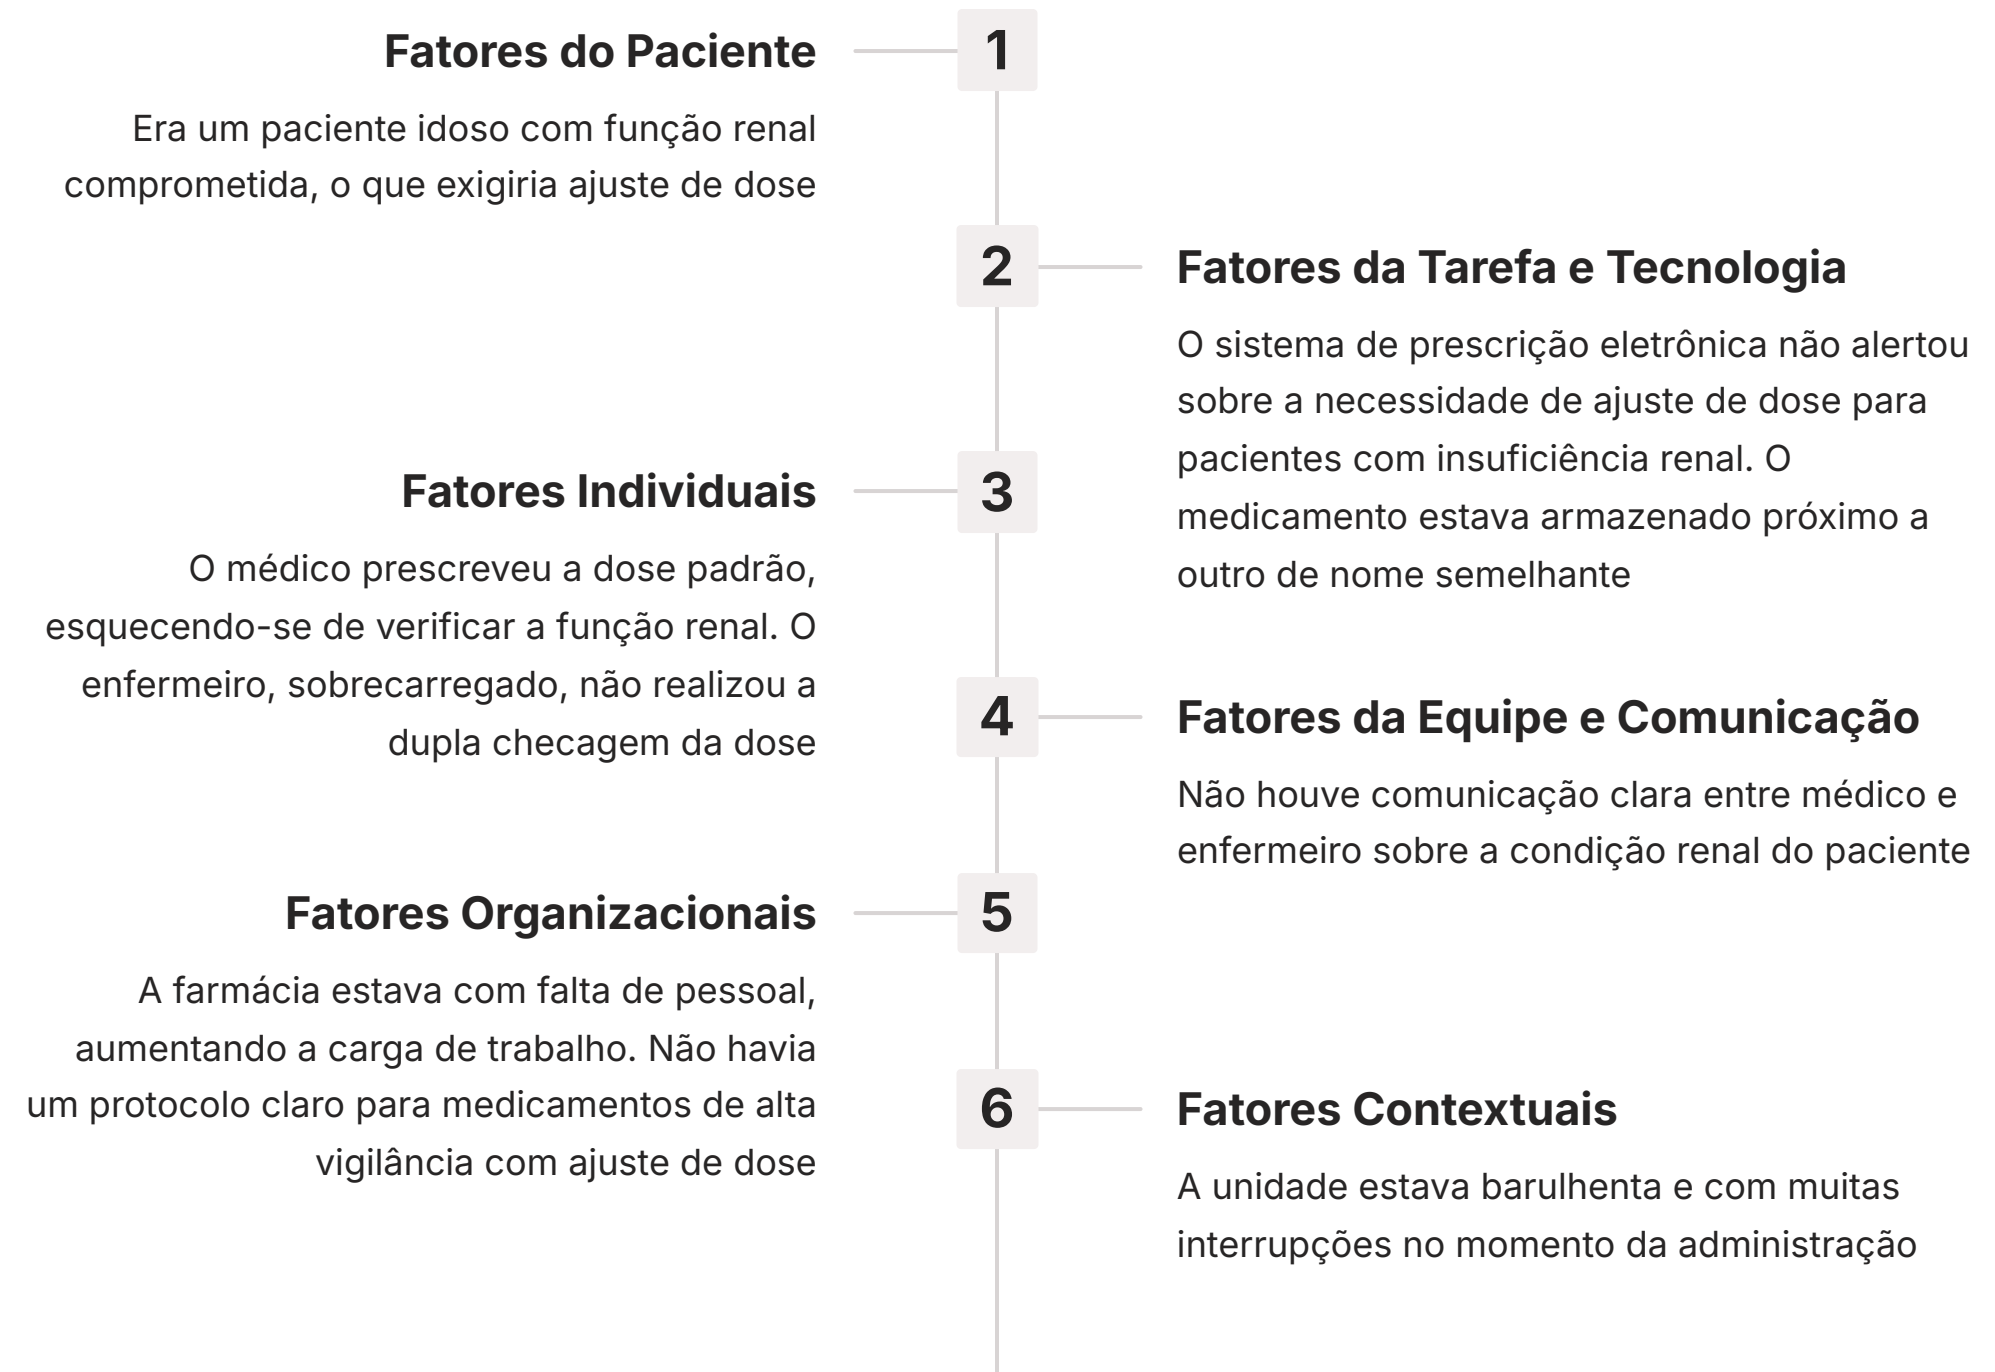 1
Fatores do Paciente
Era um paciente idoso com função renal
comprometida, o que exigiria ajuste de dose
2
Fatores da Tarefa e Tecnologia
O sistema de prescrição eletrônica não alertou
sobre a necessidade de ajuste de dose para
pacientes com insuficiência renal. O
medicamento estava armazenado próximo a
outro de nome semelhante
3
Fatores Individuais
O médico prescreveu a dose padrão,
esquecendo-se de verificar a função renal. O
enfermeiro, sobrecarregado, não realizou a
dupla checagem da dose
4
Fatores da Equipe e Comunicação
Não houve comunicação clara entre médico e
enfermeiro sobre a condição renal do paciente
5
Fatores Organizacionais
A farmácia estava com falta de pessoal,
aumentando a carga de trabalho. Não havia
um protocolo claro para medicamentos de alta
vigilância com ajuste de dose
6
Fatores Contextuais
A unidade estava barulhenta e com muitas
interrupções no momento da administração